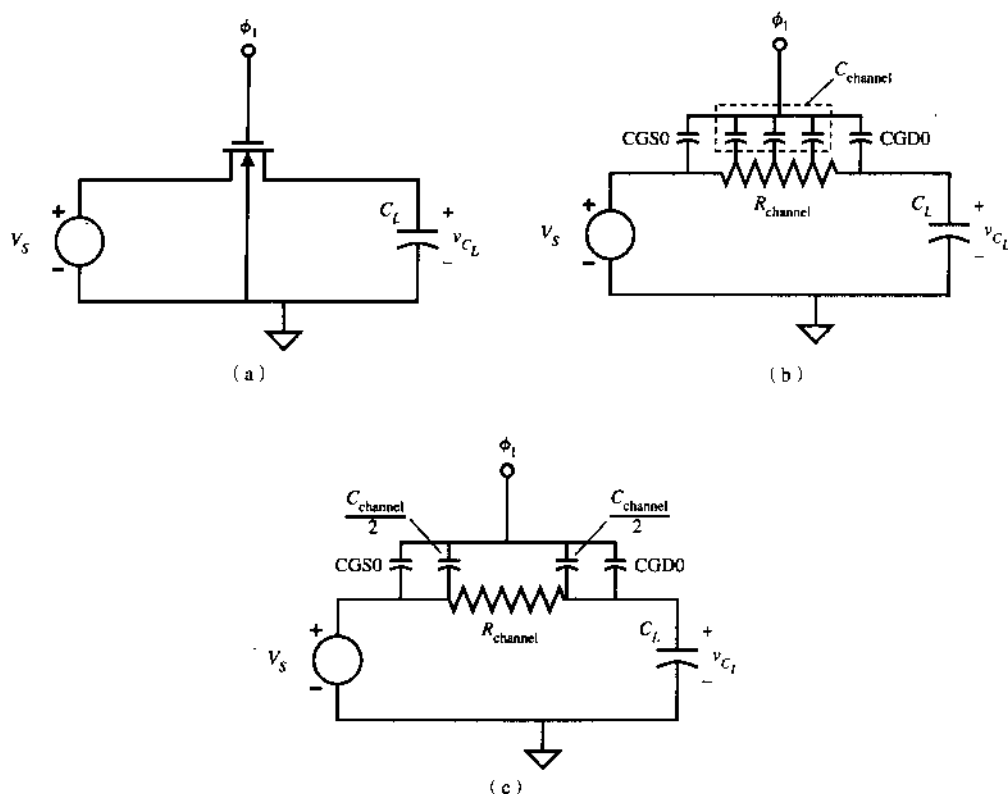 ϕ1
ϕ1
Cchannel
CGS0
CGD0
+
VS
−
CL
+
vCL
−
+
VS
−
Rchannel
CL
+
vCL
−
(a)
(b)
ϕ1
Cchannel
2
Cchannel
2
CGS0
CGD0
+
VS
−
Rchannel
CL
+
vCL
−
(c)